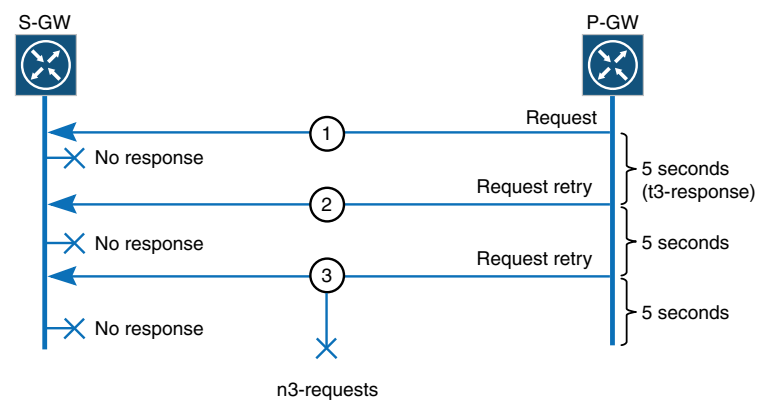 S-GW
P-GW
Request
1
No response
5 seconds
(t3-response)
Request retry
2
No response
5 seconds
Request retry
3
No response
5 seconds
n3-requests